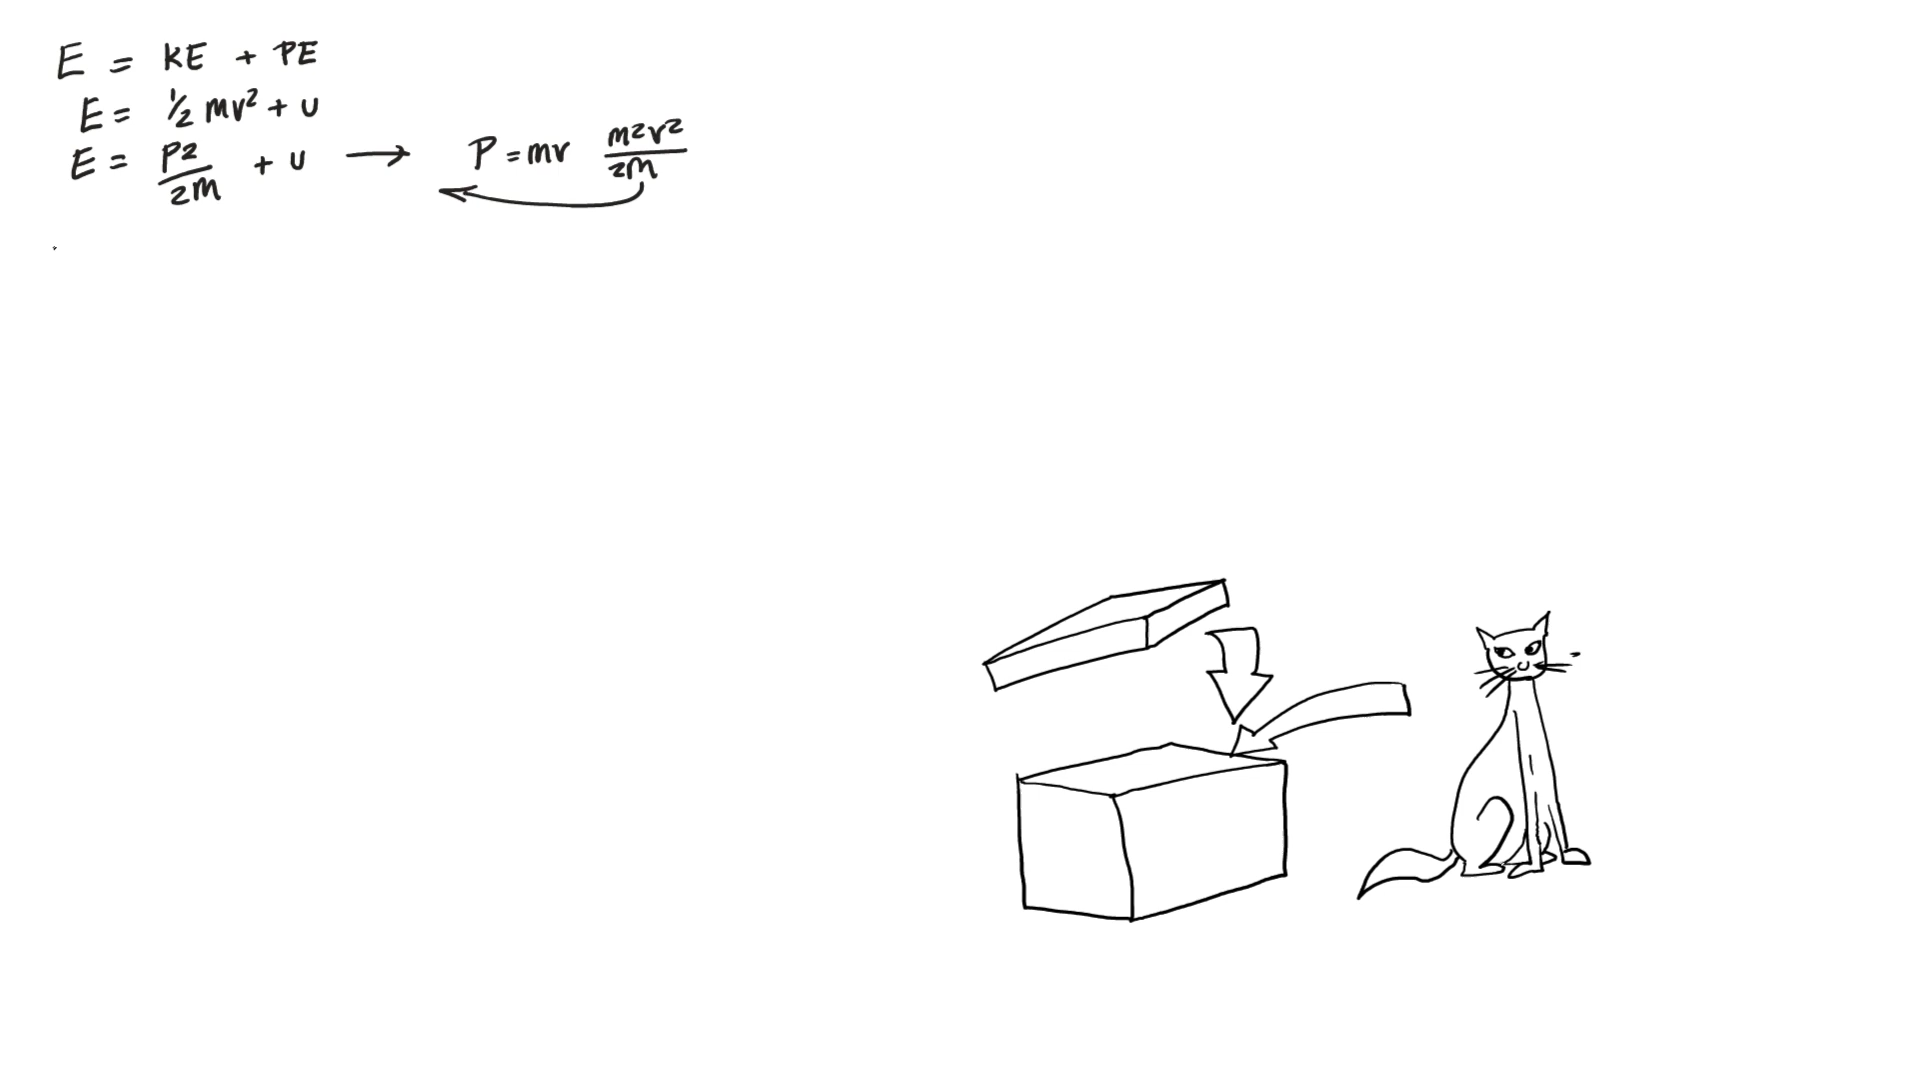 E = KE + PE
E = 1/2 mv² + U
E = P²/2M + U → P = mv m²v²/2M